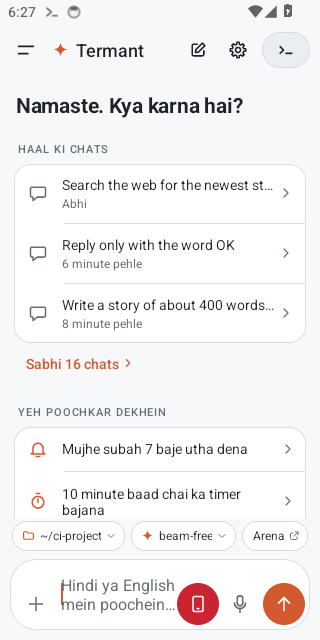 6:27
Termant
Namaste. Kya karna hai?
HAAL KI CHATS
Search the web for the newest st…
Abhi
Reply only with the word OK
6 minute pehle
Write a story of about 400 words…
8 minute pehle
Sabhi 16 chats
YEH POOCHKAR DEKHEIN
Mujhe subah 7 baje utha dena
10 minute baad chai ka timer
bajana
~/ci-project
beam-free
Arena
Hindi ya English
mein poochein…